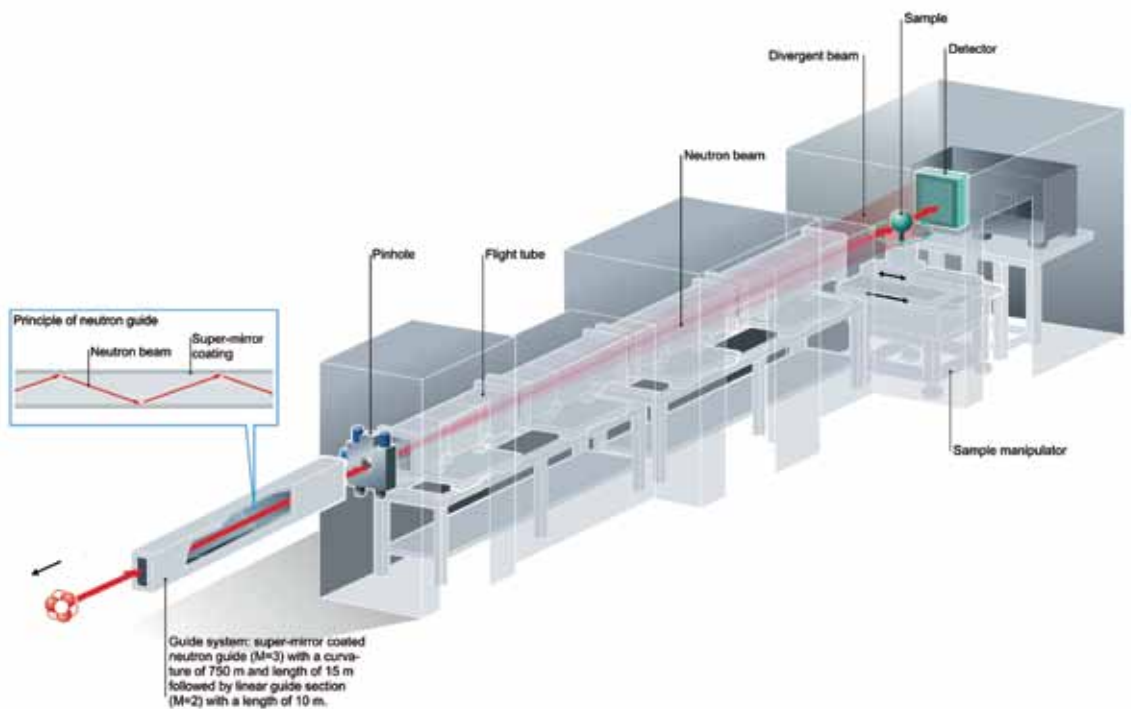 Sample
Divergent beam
Detector
Neutron beam
Pinhole
Flight tube
Principle of neutron guide
Super-mirror
coating
Neutron beam
Sample manipulator
Guide system: super-mirror coated
neutron guide (M=3) with a curva-
ture of 750 m and length of 15 m
followed by linear guide section
(M=2) with a length of 10 m.